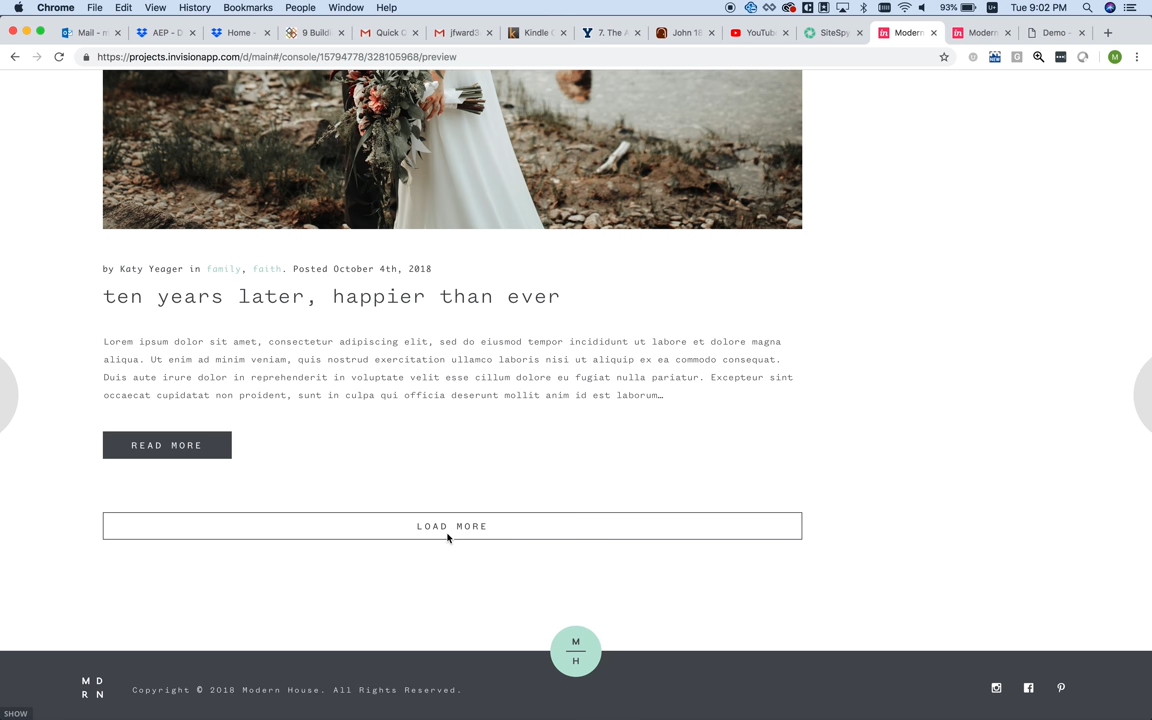 Chrome File Edit View History Bookmarks People Window Help 93% Tue 9:02 PM
Mail - m AEP - D Home - 9 Buildi Quick C jfward3 Kindle C 7. The A John 18 YouTube SiteSpy Modern Modern Demo -
https://projects.invisionapp.com/d/main#/console/15794778/328105968/preview
by Katy Yeager in family, faith. Posted October 4th, 2018
ten years later, happier than ever
Lorem ipsum dolor sit amet, consectetur adipiscing elit, sed do eiusmod tempor incididunt ut labore et dolore magna
aliqua. Ut enim ad minim veniam, quis nostrud exercitation ullamco laboris nisi ut aliquip ex ea commodo consequat.
Duis aute irure dolor in reprehenderit in voluptate velit esse cillum dolore eu fugiat nulla pariatur. Excepteur sint
occaecat cupidatat non proident, sunt in culpa qui officia deserunt mollit anim id est laborum…
READ MORE
LOAD MORE
M
H
M D
R N
Copyright © 2018 Modern House. All Rights Reserved.
SHOW